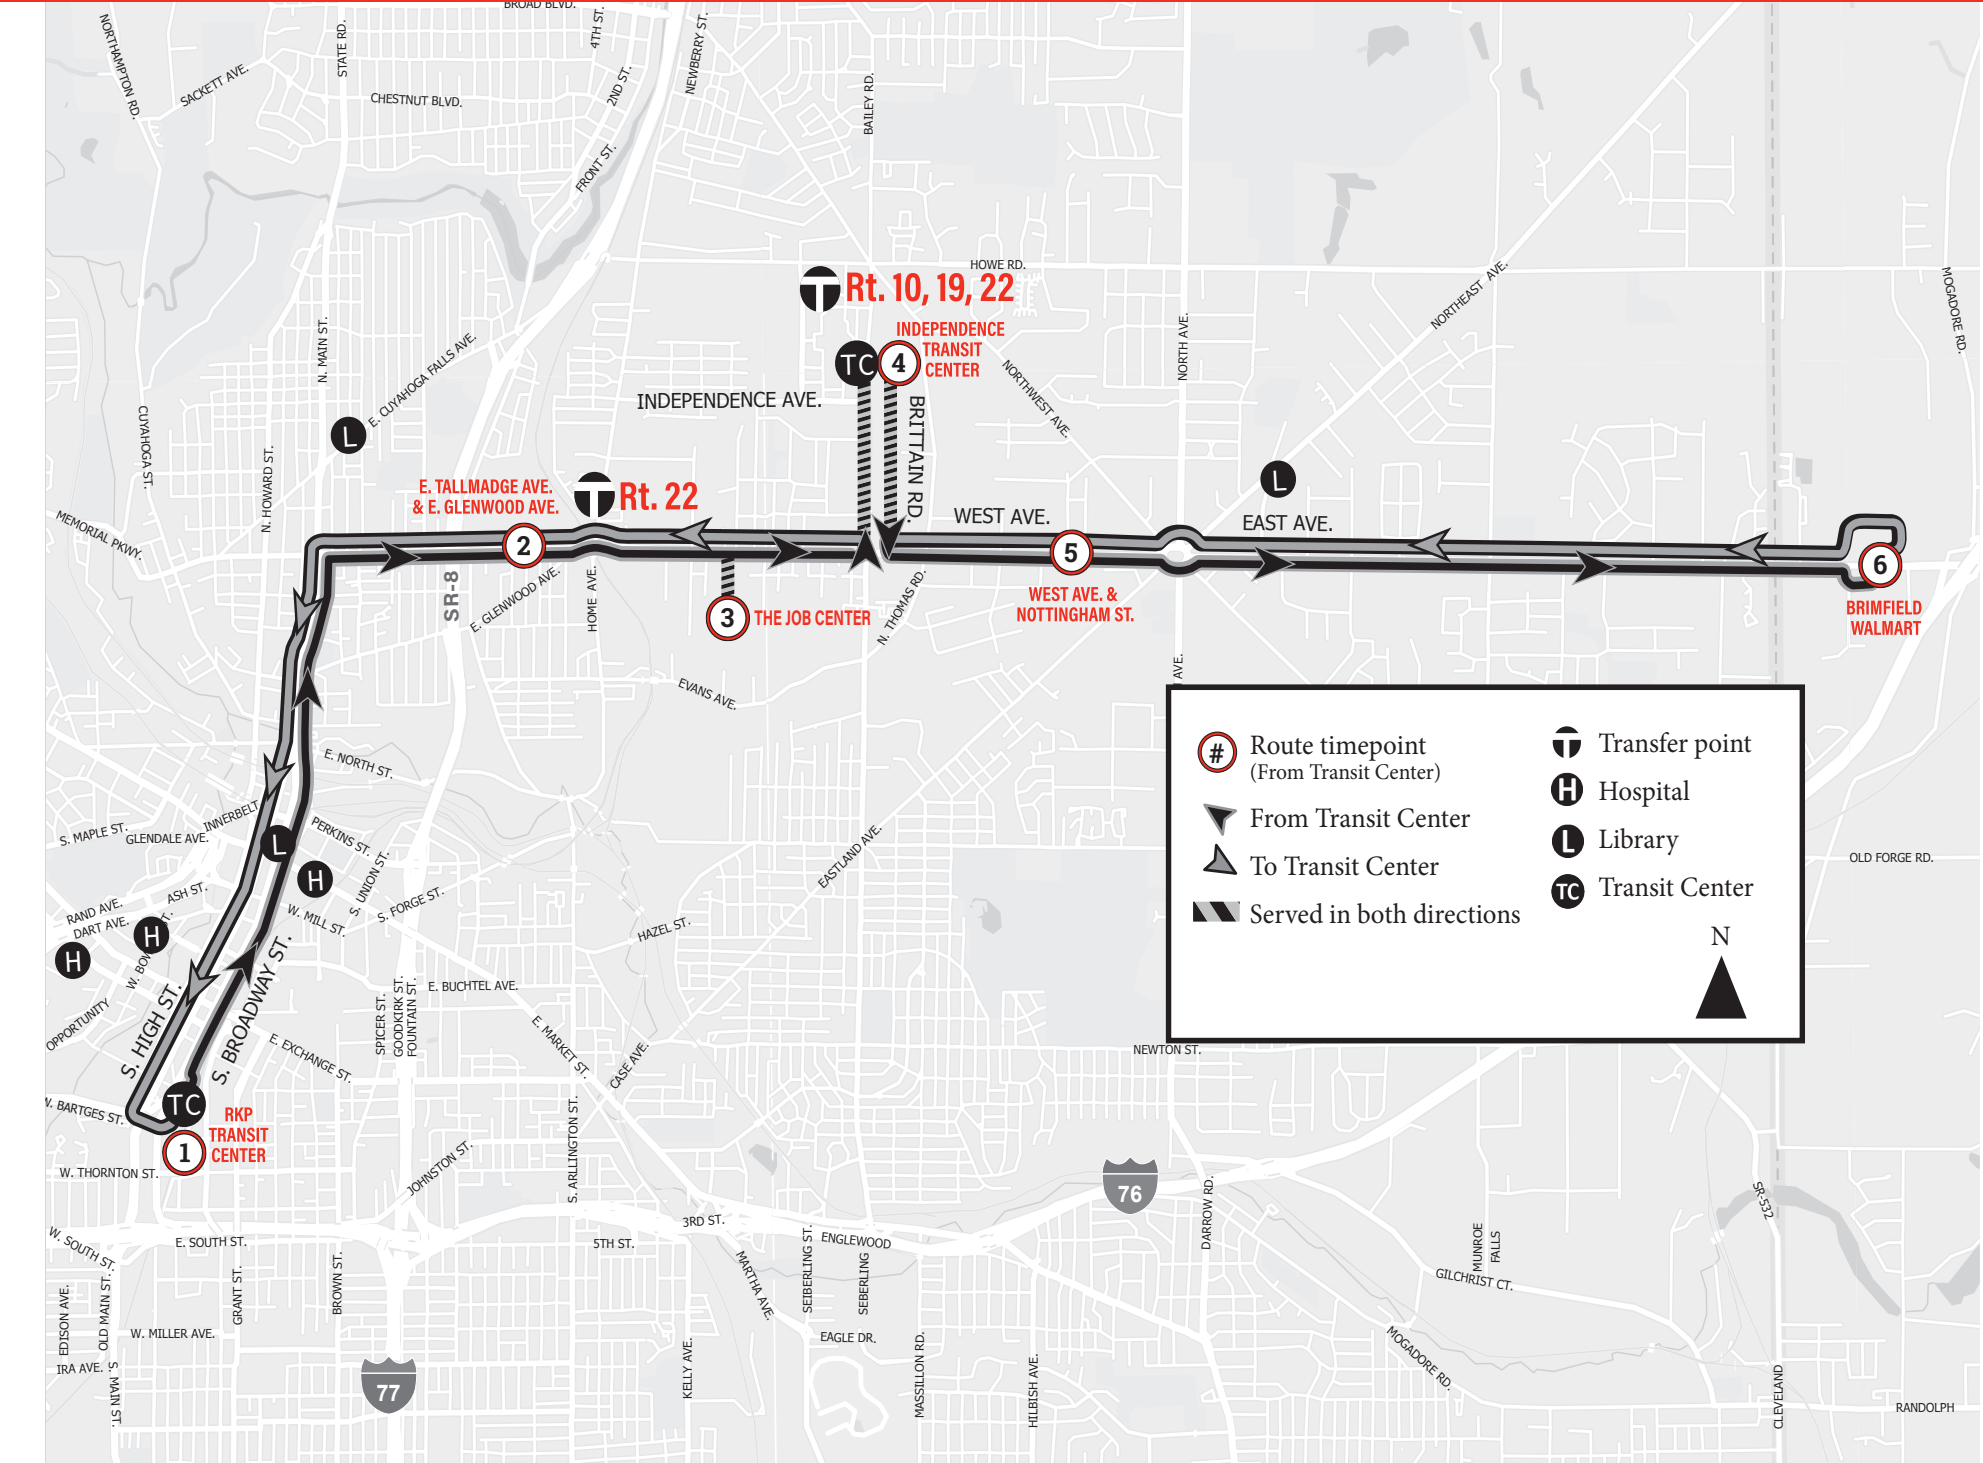 BROAD BLVD.
NORTHAMPTON RD.
SACKETT AVE.
STATE RD.
CHESTNUT BLVD.
4TH ST.
2ND ST.
NEWBERRY ST.
FRONT ST.
BAILEY RD.
HOWE RD.
Rt. 10, 19, 22
INDEPENDENCE
TRANSIT
CENTER
TC
4
INDEPENDENCE AVE.
BRITTAIN RD.
NORTHWEST AVE.
NORTH AVE.
NORTHEAST AVE.
MOGADORE RD.
N. MAIN ST.
E. CUYAHOGA FALLS AVE.
L
CUYAHOGA ST.
N. HOWARD ST.
MEMORIAL PKWY.
E. TALLMADGE AVE.
& E. GLENWOOD AVE.
2
Rt. 22
WEST AVE.
EAST AVE.
L
5
WEST AVE. &
NOTTINGHAM ST.
6
BRIMFIELD
WALMART
SR-8
E. GLENWOOD AVE.
HOME AVE.
3
THE JOB CENTER
N. THOMAS RD.
EVANS AVE.
AVE.
E. NORTH ST.
INNERBELT
S. MAPLE ST.
GLENDALE AVE.
L
PERKINS ST.
H
S. UNION ST.
S. FORGE ST.
W. MILL ST.
ASH ST.
RAND AVE.
DART AVE.
H
H
OPPORTUNITY
S. HIGH ST.
S. BROADWAY ST.
E. EXCHANGE ST.
SPICER ST.
GOODKIRK ST.
FOUNTAIN ST.
E. BUCHTEL AVE.
E. MARKET ST.
CASE AVE.
HAZEL ST.
EASTLAND AVE.
#
Route timepoint
(From Transit Center)
From Transit Center
To Transit Center
Served in both directions
T
Transfer point
H
Hospital
L
Library
TC
Transit Center
N
OLD FORGE RD.
NEWTON ST.
W. BARTGES ST.
TC
RKP
TRANSIT
CENTER
1
W. THORNTON ST.
JOHNSTON ST.
S. ARLLINGTON ST.
76
DARROW RD.
SR-532
W. SOUTH ST.
E. SOUTH ST.
3RD ST.
5TH ST.
ENGLEWOOD
MARTHA AVE.
SEIBERLING ST.
SEBERLING
MUNROE
FALLS
GILCHRIST CT.
EDISON AVE.
OLD MAIN ST.
GRANT ST.
BROWN ST.
W. MILLER AVE.
IRA AVE.
S. MAIN ST.
77
KELLY AVE.
EAGLE DR.
MASSILLON RD.
HILBISH AVE.
MOGADORE RD.
CLEVELAND
RANDOLPH